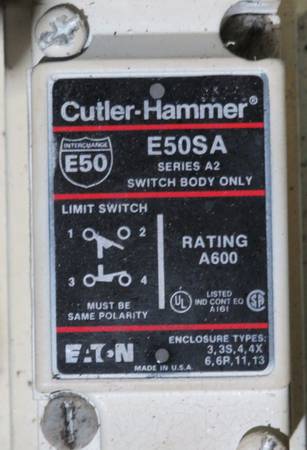 Cutler-Hammer®
INTERCHANGE
E50
E50SA
SERIES A2
SWITCH BODY ONLY
LIMIT SWITCH
1 2
3 4
MUST BE
SAME POLARITY
RATING
A600
UL
LISTED
IND CONT EQ
A161
SA
EATON
MADE IN U.S.A.
ENCLOSURE TYPES:
3,3S,4,4X
6,6P,11,13